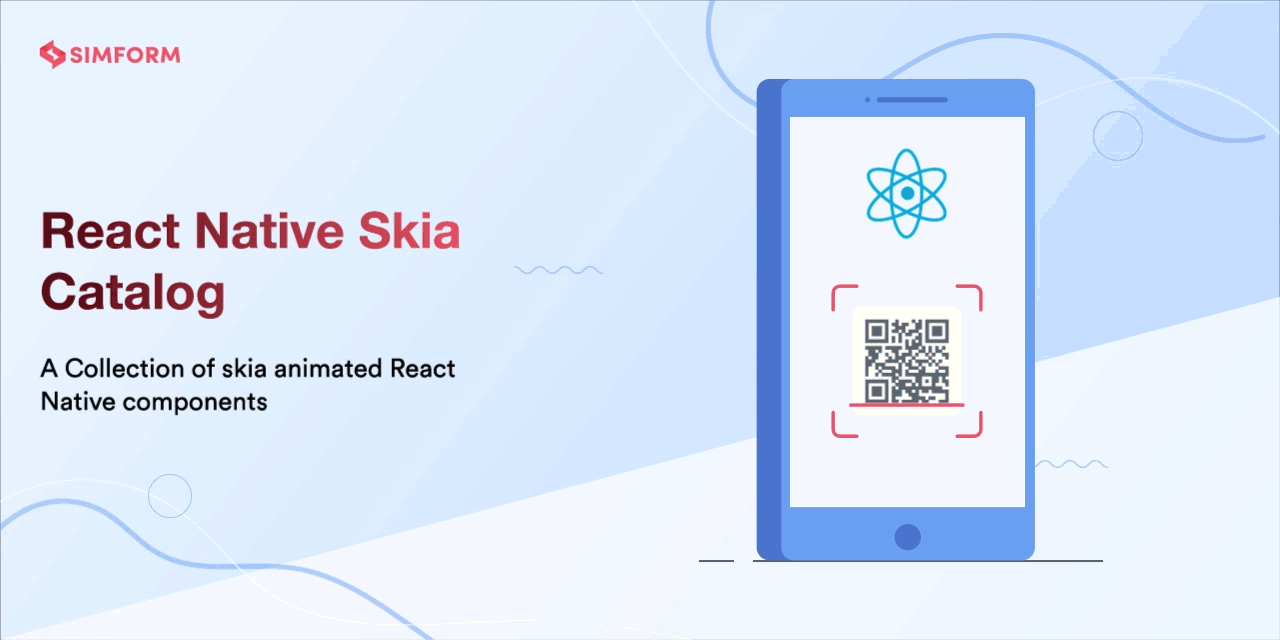 SIMFORM
React Native Skia
Catalog
A Collection of skia animated React
Native components